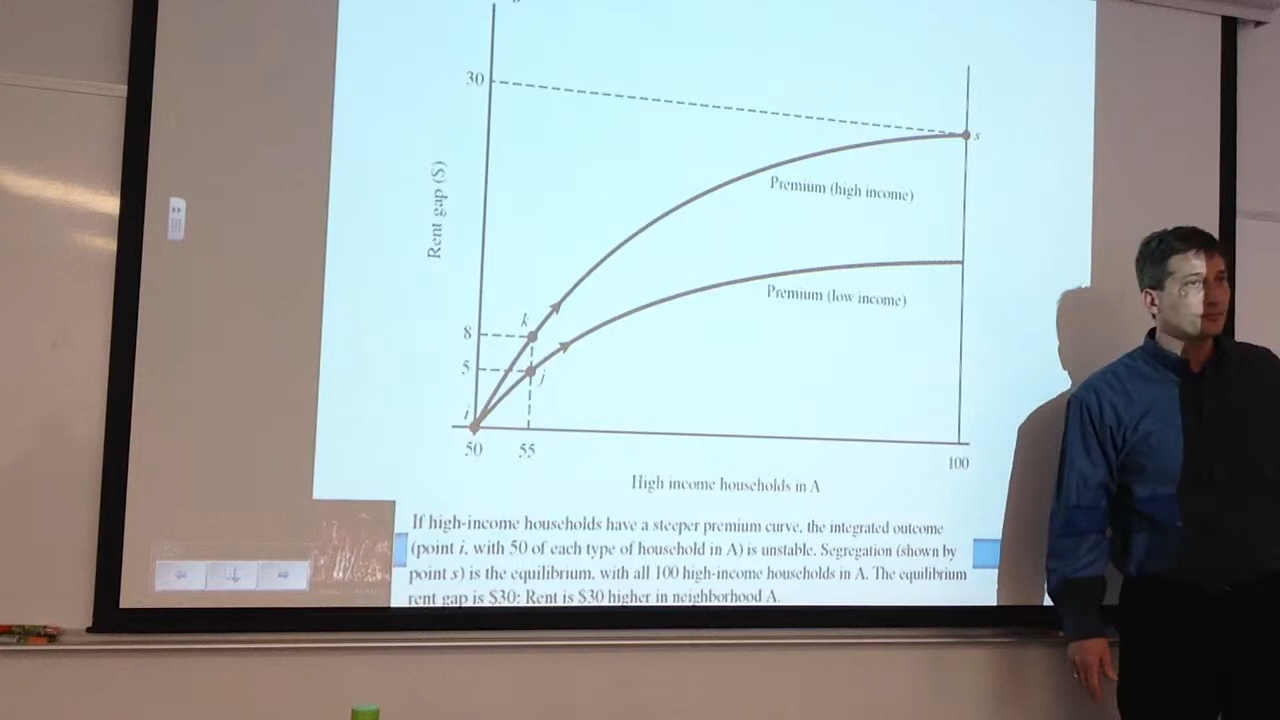 30
s
Premium (high income)
Rent gap ($)
Premium (low income)
k
8
5
j
i
50
55
100
High income households in A
If high-income households have a steeper premium curve, the integrated outcome
(point i, with 50 of each type of household in A) is unstable. Segregation (shown by
point s) is the equilibrium, with all 100 high-income households in A. The equilibrium
rent gap is $30: Rent is $30 higher in neighborhood A.